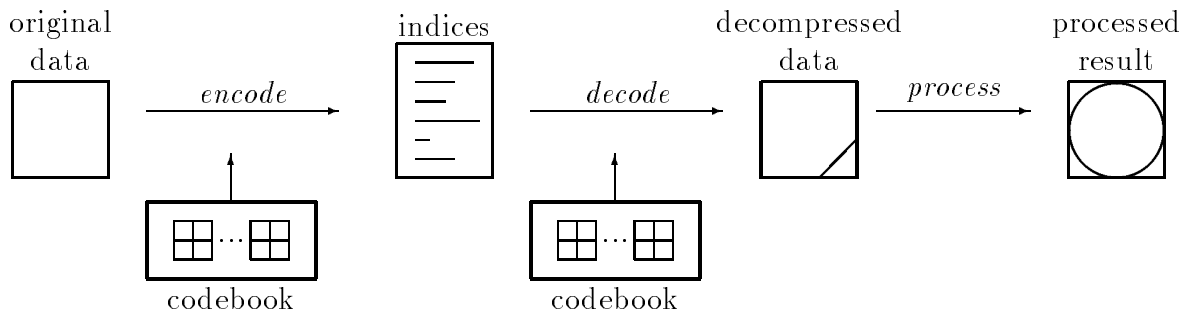 original
data
encode
codebook
indices
decode
codebook
decompressed
data
process
processed
result